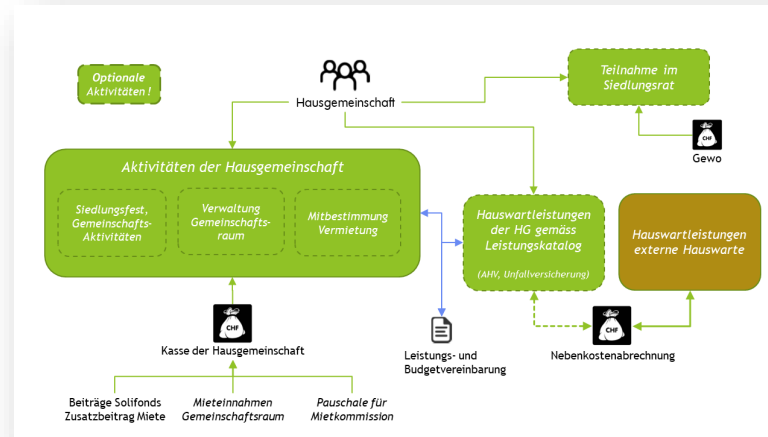 Optionale
Aktivitäten !
Hausgemeinschaft
Teilnahme im
Siedlungsrat
CHF
Gewo
Aktivitäten der Hausgemeinschaft
Siedlungsfest,
Gemeinschafts-
Aktivitäten
Verwaltung
Gemeinschafts-
raum
Mitbestimmung
Vermietung
Hauswartleistungen
der HG gemäss
Leistungskatalog
(AHV, Unfallversicherung)
Hauswartleistungen
externe Hauswarte
CHF
Kasse der Hausgemeinschaft
Leistungs- und
Budgetvereinbarung
CHF
Nebenkostenabrechnung
Beiträge Solifonds
Zusatzbeitrag Miete
Mieteinnahmen
Gemeinschaftsraum
Pauschale für
Mietkommission